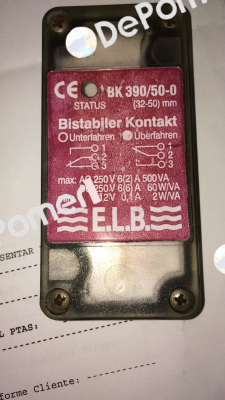 DePomeri
CE BK 390/50-0
STATUS (32-50) mm
Bistabiler Kontakt
Unterfahren Überfahren
1 1
2 2
3 3
max: AC 250V 6(2) A 500VA
250V 6(6) A 60W/VA
12V 0,1A 2W/VA
E.L.B.
SENTAR
L PTAS:
forme Cliente: